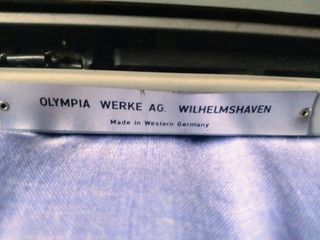 OLYMPIA WERKE AG. WILHELMSHAVEN
Made in Western Germany